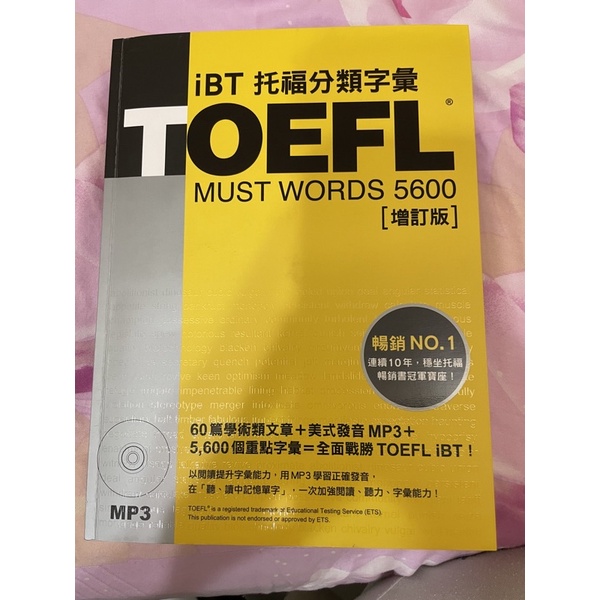 iBT 托福分類字彙
TOEFL®
MUST WORDS 5600
[增訂版]
暢銷 NO.1
連續10年，穩坐托福
暢銷書冠軍寶座！
60篇學術類文章＋美式發音 MP3＋
5,600個重點字彙＝全面戰勝 TOEFL iBT！
以閱讀提升字彙能力，用MP3學習正確發音，
在「聽、讀中記憶單字」，一次加強閱讀、聽力、字彙能力！
TOEFL® is a registered trademark of Educational Testing Service (ETS).
This publication is not endorsed or approved by ETS.
MP3